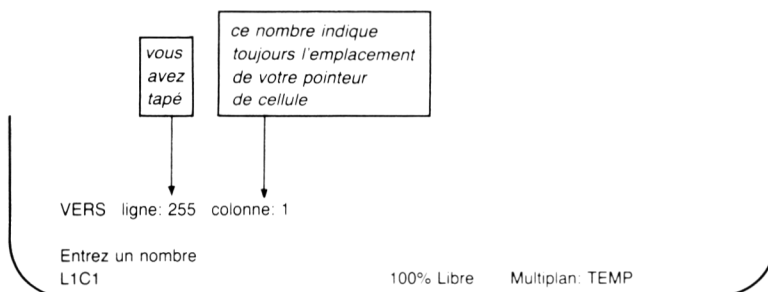 vous
avez
tapé
ce nombre indique
toujours l'emplacement
de votre pointeur
de cellule
VERS ligne: 255 colonne: 1
Entrez un nombre
L1C1 100% Libre Multiplan: TEMP